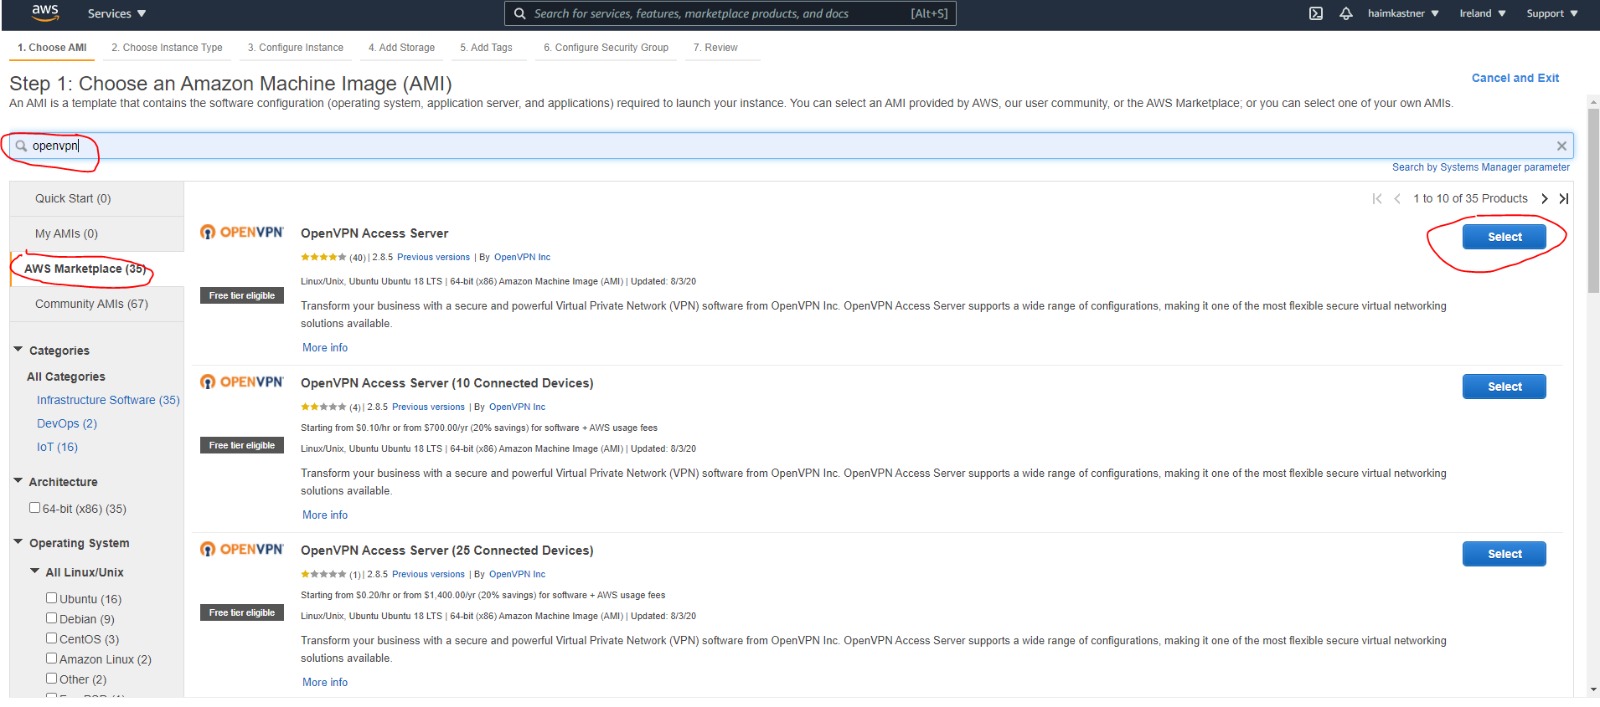 aws Services Search for services, features, marketplace products, and docs [Alt+S] haimkastner Ireland Support
1. Choose AMI 2. Choose Instance Type 3. Configure Instance 4. Add Storage 5. Add Tags 6. Configure Security Group 7. Review
Step 1: Choose an Amazon Machine Image (AMI)
Cancel and Exit
An AMI is a template that contains the software configuration (operating system, application server, and applications) required to launch your instance. You can select an AMI provided by AWS, our user community, or the AWS Marketplace; or you can select one of your own AMIs.
openvpn
Search by Systems Manager parameter
Quick Start (0)
My AMIs (0)
AWS Marketplace (35)
Community AMIs (67)
Categories
All Categories
Infrastructure Software (35)
DevOps (2)
IoT (16)
Architecture
64-bit (x86) (35)
Operating System
All Linux/Unix
Ubuntu (16)
Debian (9)
CentOS (3)
Amazon Linux (2)
Other (2)
1 to 10 of 35 Products
OPENVPN OpenVPN Access Server Select
(40) | 2.8.5 Previous versions | By OpenVPN Inc
Linux/Unix, Ubuntu Ubuntu 18 LTS | 64-bit (x86) Amazon Machine Image (AMI) | Updated: 8/3/20
Free tier eligible
Transform your business with a secure and powerful Virtual Private Network (VPN) software from OpenVPN Inc. OpenVPN Access Server supports a wide range of configurations, making it one of the most flexible secure virtual networking
solutions available.
More info
OPENVPN OpenVPN Access Server (10 Connected Devices) Select
(4) | 2.8.5 Previous versions | By OpenVPN Inc
Starting from $0.10/hr or from $700.00/yr (20% savings) for software + AWS usage fees
Free tier eligible
Linux/Unix, Ubuntu Ubuntu 18 LTS | 64-bit (x86) Amazon Machine Image (AMI) | Updated: 8/3/20
Transform your business with a secure and powerful Virtual Private Network (VPN) software from OpenVPN Inc. OpenVPN Access Server supports a wide range of configurations, making it one of the most flexible secure virtual networking
solutions available.
More info
OPENVPN OpenVPN Access Server (25 Connected Devices) Select
(1) | 2.8.5 Previous versions | By OpenVPN Inc
Starting from $0.20/hr or from $1,400.00/yr (20% savings) for software + AWS usage fees
Free tier eligible
Linux/Unix, Ubuntu Ubuntu 18 LTS | 64-bit (x86) Amazon Machine Image (AMI) | Updated: 8/3/20
Transform your business with a secure and powerful Virtual Private Network (VPN) software from OpenVPN Inc. OpenVPN Access Server supports a wide range of configurations, making it one of the most flexible secure virtual networking
solutions available.
More info